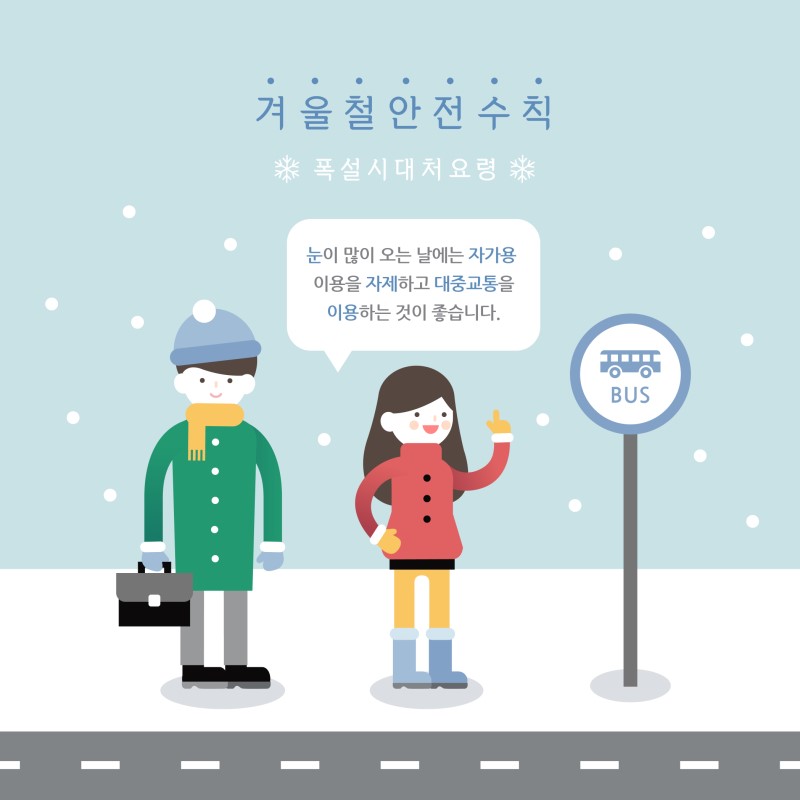 겨울철안전수칙
폭설시대처요령
눈이 많이 오는 날에는 자가용
이용을 자제하고 대중교통을
이용하는 것이 좋습니다.
BUS